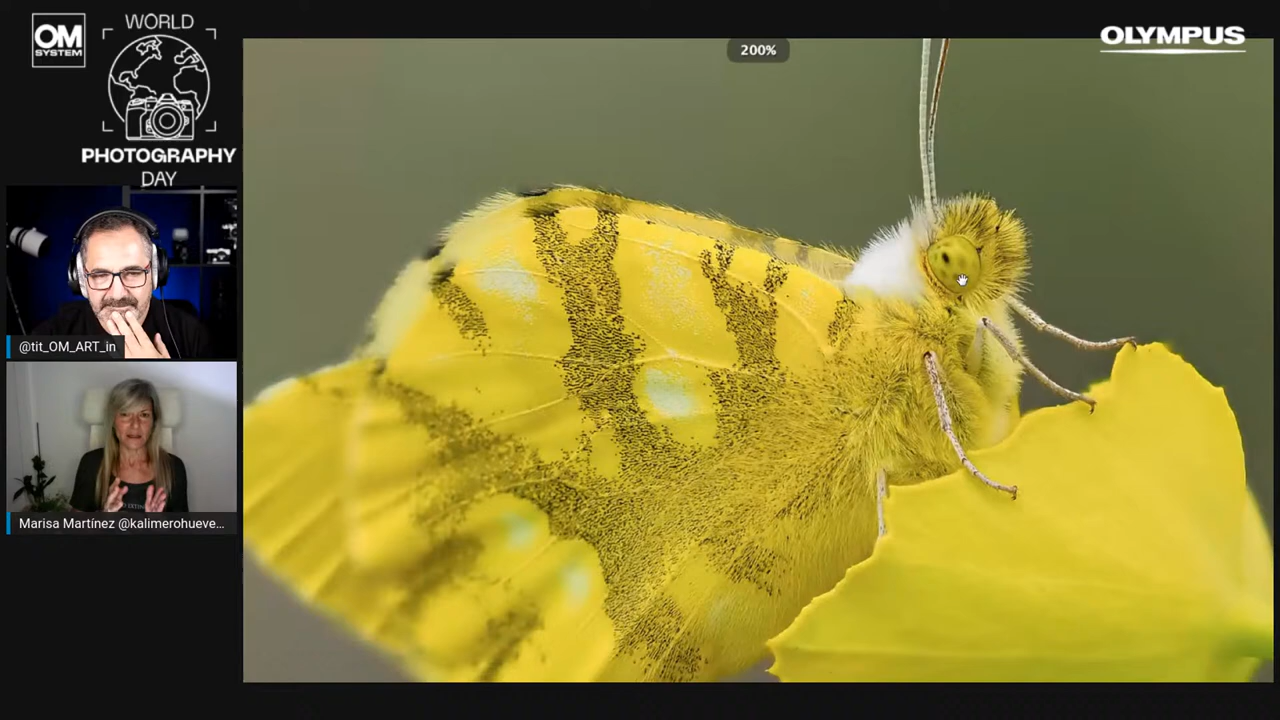 OM
SYSTEM
WORLD
PHOTOGRAPHY
DAY
OLYMPUS
200%
@tit_OM_ART_in
Marisa Martínez @kalimerohueve…